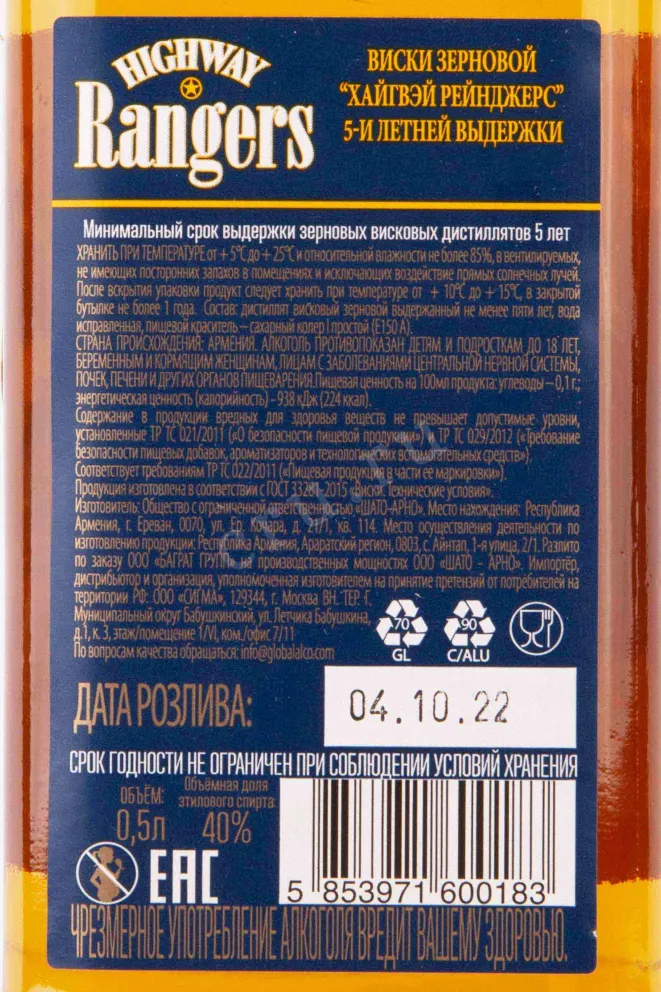 HIGHWAY
Rangers
ВИСКИ ЗЕРНОВОЙ
“ХАЙГВЭЙ РЕЙНДЖЕРС”
5-И ЛЕТНЕЙ ВЫДЕРЖКИ
Минимальный срок выдержки зерновых висковых дистиллятов 5 лет
ХРАНИТЬ ПРИ ТЕМПЕРАТУРЕ от + 5°С до + 25°С и относительной влажности не более 85%, в вентилируемых,
не имеющих посторонних запахов в помещениях и исключающих воздействие прямых солнечных лучей.
После вскрытия упаковки продукт следует хранить при температуре от + 10°С до + 15°С, в закрытой
бутылке не более 1 года. Состав: дистиллят висковый зерновой выдержанный не менее пяти лет, вода
исправленная, пищевой краситель – сахарный колер I простой (Е150 А).
СТРАНА ПРОИСХОЖДЕНИЯ: АРМЕНИЯ. АЛКОГОЛЬ ПРОТИВОПОКАЗАН ДЕТЯМ И ПОДРОСТКАМ ДО 18 ЛЕТ,
БЕРЕМЕННЫМ И КОРМЯЩИМ ЖЕНЩИНАМ, ЛИЦАМ С ЗАБОЛЕВАНИЯМИ ЦЕНТРАЛЬНОЙ НЕРВНОЙ СИСТЕМЫ,
ПОЧЕК, ПЕЧЕНИ И ДРУГИХ ОРГАНОВ ПИЩЕВАРЕНИЯ. Пищевая ценность на 100мл продукта: углеводы – 0,1 г;
энергетическая ценность (калорийность) - 938 кДж (224 ккал).
Содержание в продукции вредных для здоровья веществ не превышает допустимые уровни,
установленные ТР ТС 021/2011 («О безопасности пищевой продукции») и ТР ТС 029/2012 («Требование
безопасности пищевых добавок, ароматизаторов и технологических вспомогательных средств»).
Соответствует требованиям ТР ТС 022/2011 («Пищевая продукция в части ее маркировки»).
Продукция изготовлена в соответствии с ГОСТ 33281-2015 «Виски. Технические условия».
Изготовитель: Общество с ограниченной ответственностью «ШАТО-АРНО». Место нахождения: Республика
Армения, г. Ереван, 0070, ул. Ер. Кочара, д. 21/1, кв. 114. Место осуществления деятельности по
изготовлению продукции: Республика Армения, Араратский регион, 0803, с. Айнтап, 1-я улица, 2/1. Разлито
по заказу ООО «БАГРАТ ГРУПП» на производственных мощностях ООО «ШАТО - АРНО». Импортёр,
дистрибьютор и организация, уполномоченная изготовителем на принятие претензий от потребителей на
территории РФ: ООО «СИГМА», 129344, г. Москва ВН. ТЕР. Г.
Муниципальный округ Бабушкинский, ул. Летчика Бабушкина,
д.1, к. 3, этаж/помещение 1/VI, ком./офис 7/11
По вопросам качества обращаться: info@globalalco.com
70
GL
90
C/ALU
ДАТА РОЗЛИВА:
04.10.22
СРОК ГОДНОСТИ НЕ ОГРАНИЧЕН ПРИ СОБЛЮДЕНИИ УСЛОВИЙ ХРАНЕНИЯ
ОБЪЁМ:
0,5л
Объёмная доля
этилового спирта:
40%
EAC
5 853971 600183
ЧРЕЗМЕРНОЕ УПОТРЕБЛЕНИЕ АЛКОГОЛЯ ВРЕДИТ ВАШЕМУ ЗДОРОВЬЮ.